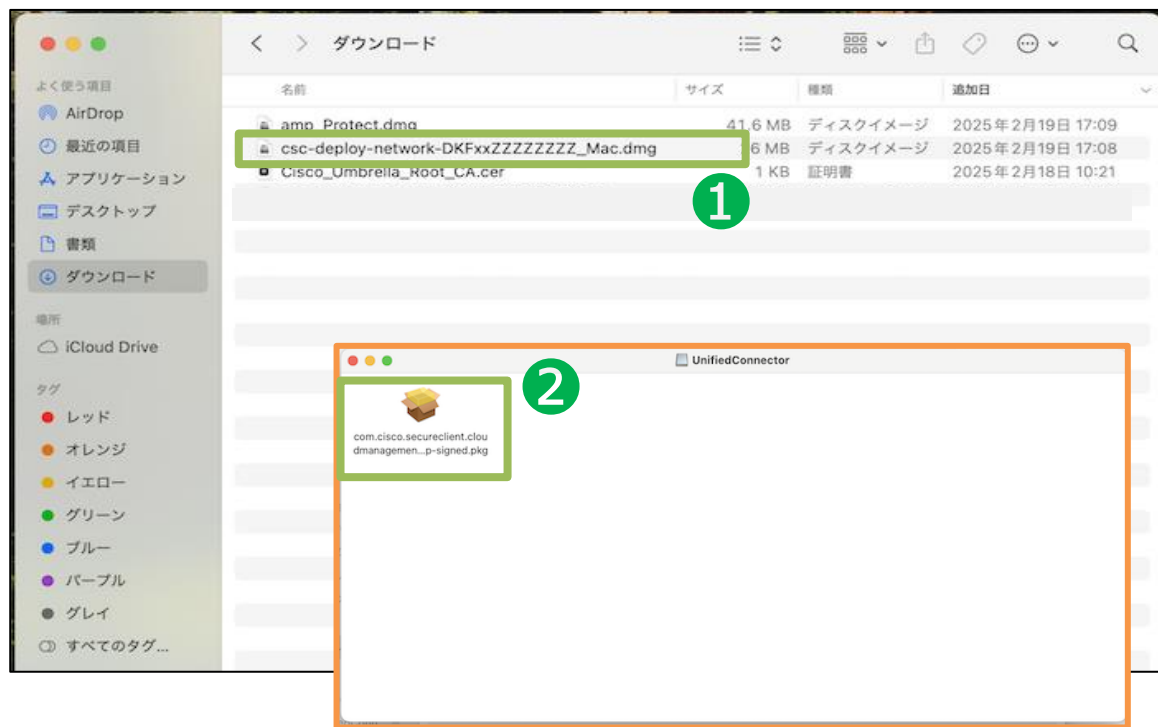 ダウンロード
よく使う項目
AirDrop
最近の項目
アプリケーション
デスクトップ
書類
ダウンロード
場所
iCloud Drive
タグ
レッド
オレンジ
イエロー
グリーン
ブルー
パープル
グレイ
すべてのタグ...
名前 サイズ 種類 追加日
amp_Protect.dmg 41.6 MB ディスクイメージ 2025年2月19日 17:09
csc-deploy-network-DKFxxZZZZZZZZ_Mac.dmg 6 MB ディスクイメージ 2025年2月19日 17:08
Cisco_Umbrella_Root_CA.cer 1 KB 証明書 2025年2月18日 10:21
1
UnifiedConnector
2
com.cisco.secureclient.clou
dmanagemen...p-signed.pkg